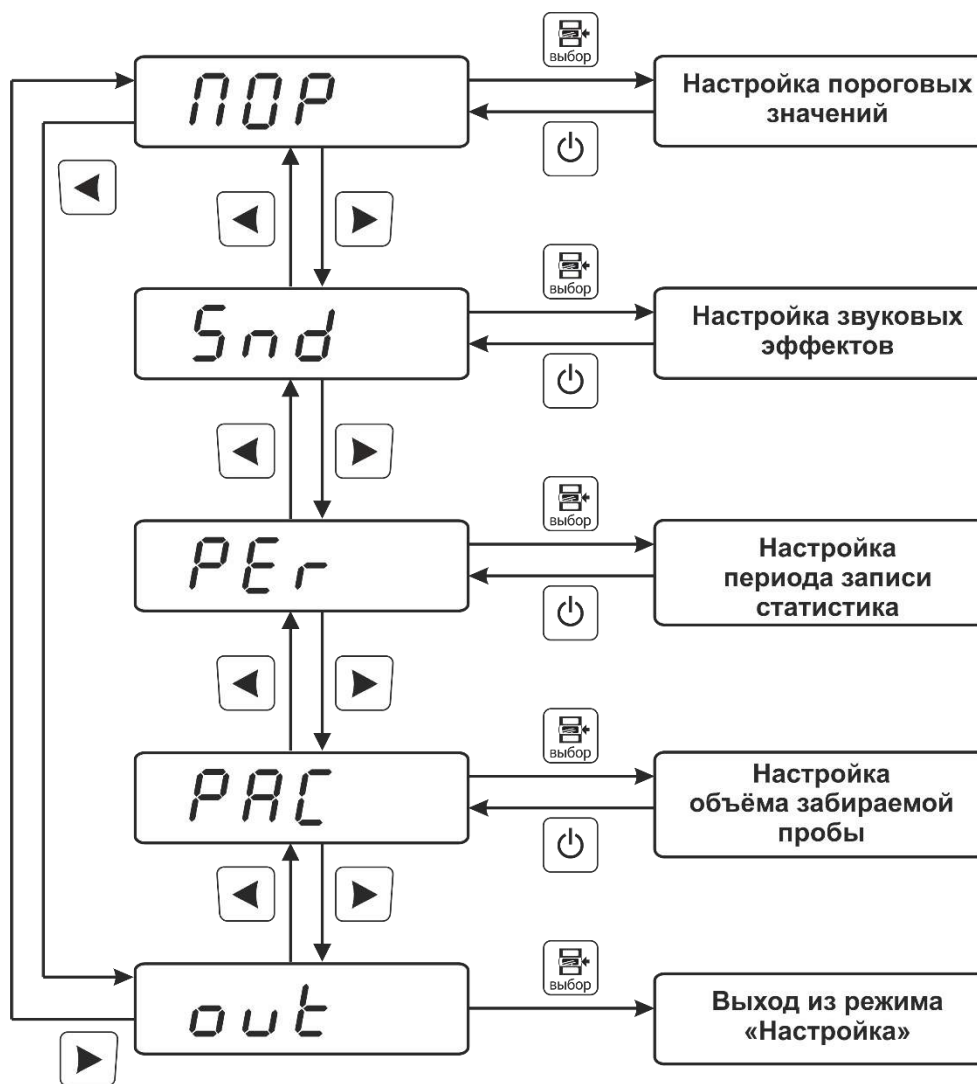 выбор
ПОР
Настройка пороговых
значений
выбор
Snd
Настройка звуковых
эффектов
выбор
PEr
Настройка
периода записи
статистика
выбор
PAC
Настройка
объёма забираемой
пробы
выбор
out
Выход из режима
«Настройка»